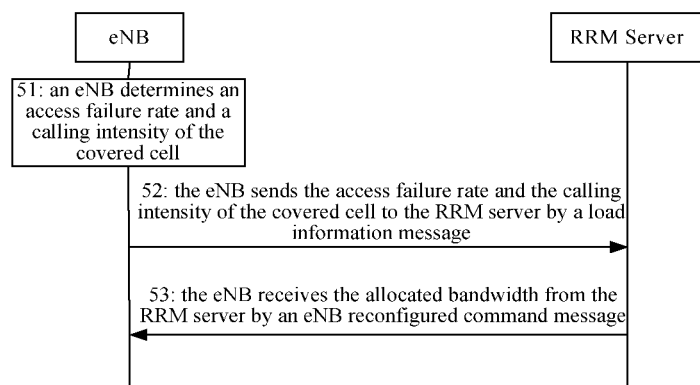 eNB
RRM Server
51: an eNB determines an
access failure rate and a
calling intensity of the
covered cell
52: the eNB sends the access failure rate and the calling
intensity of the covered cell to the RRM server by a load
information message
53: the eNB receives the allocated bandwidth from the
RRM server by an eNB reconfigured command message